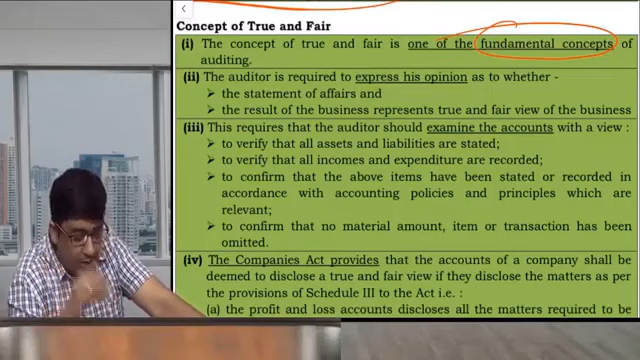 Concept of True and Fair
(i) The concept of true and fair is one of the fundamental concepts of
auditing.
(ii) The auditor is required to express his opinion as to whether -
➢ the statement of affairs and
➢ the result of the business represents true and fair view of the business
(iii) This requires that the auditor should examine the accounts with a view :
➢ to verify that all assets and liabilities are stated;
➢ to verify that all incomes and expenditure are recorded;
➢ to confirm that the above items have been stated or recorded in
accordance with accounting policies and principles which are
relevant;
➢ to confirm that no material amount, item or transaction has been
omitted.
(iv) The Companies Act provides that the accounts of a company shall be
deemed to disclose a true and fair view if they disclose the matters as per
the provisions of Schedule III to the Act i.e. :
(a) the profit and loss accounts discloses all the matters required to be